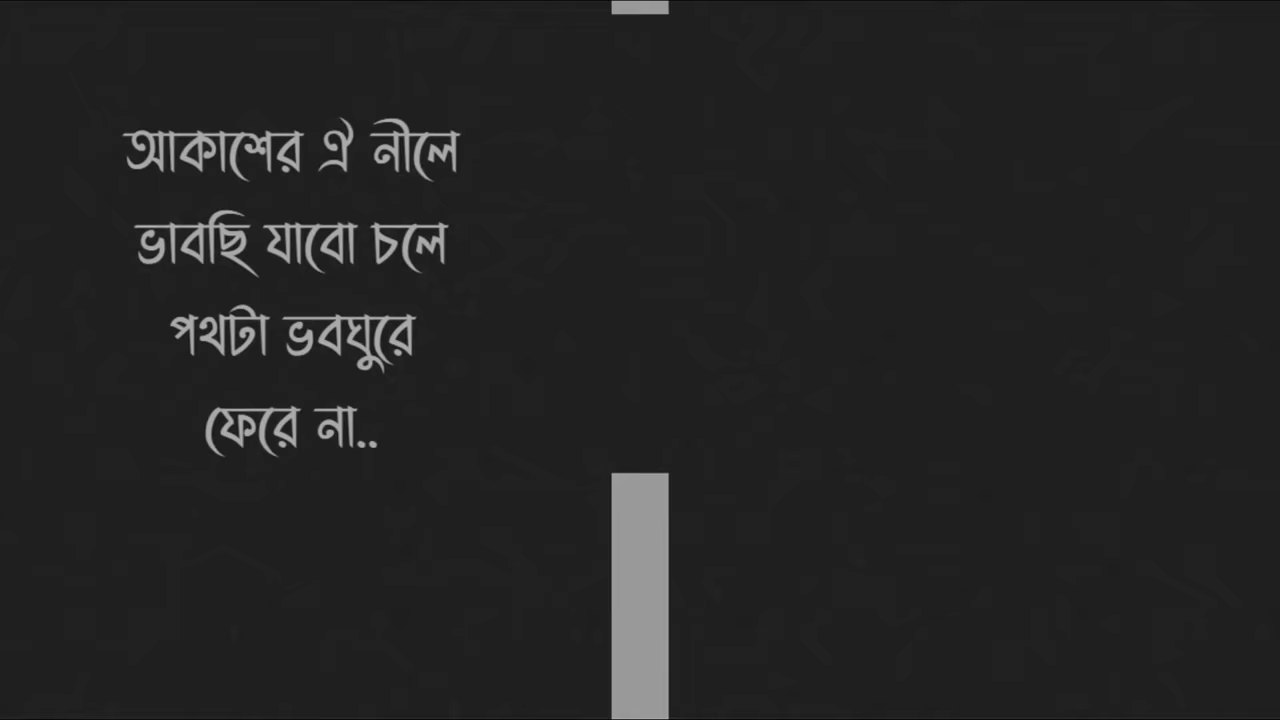 আকাশের ঐ নীলে
ভাবছি যাবো চলে
পথটা ভবঘুরে
ফেরে না..